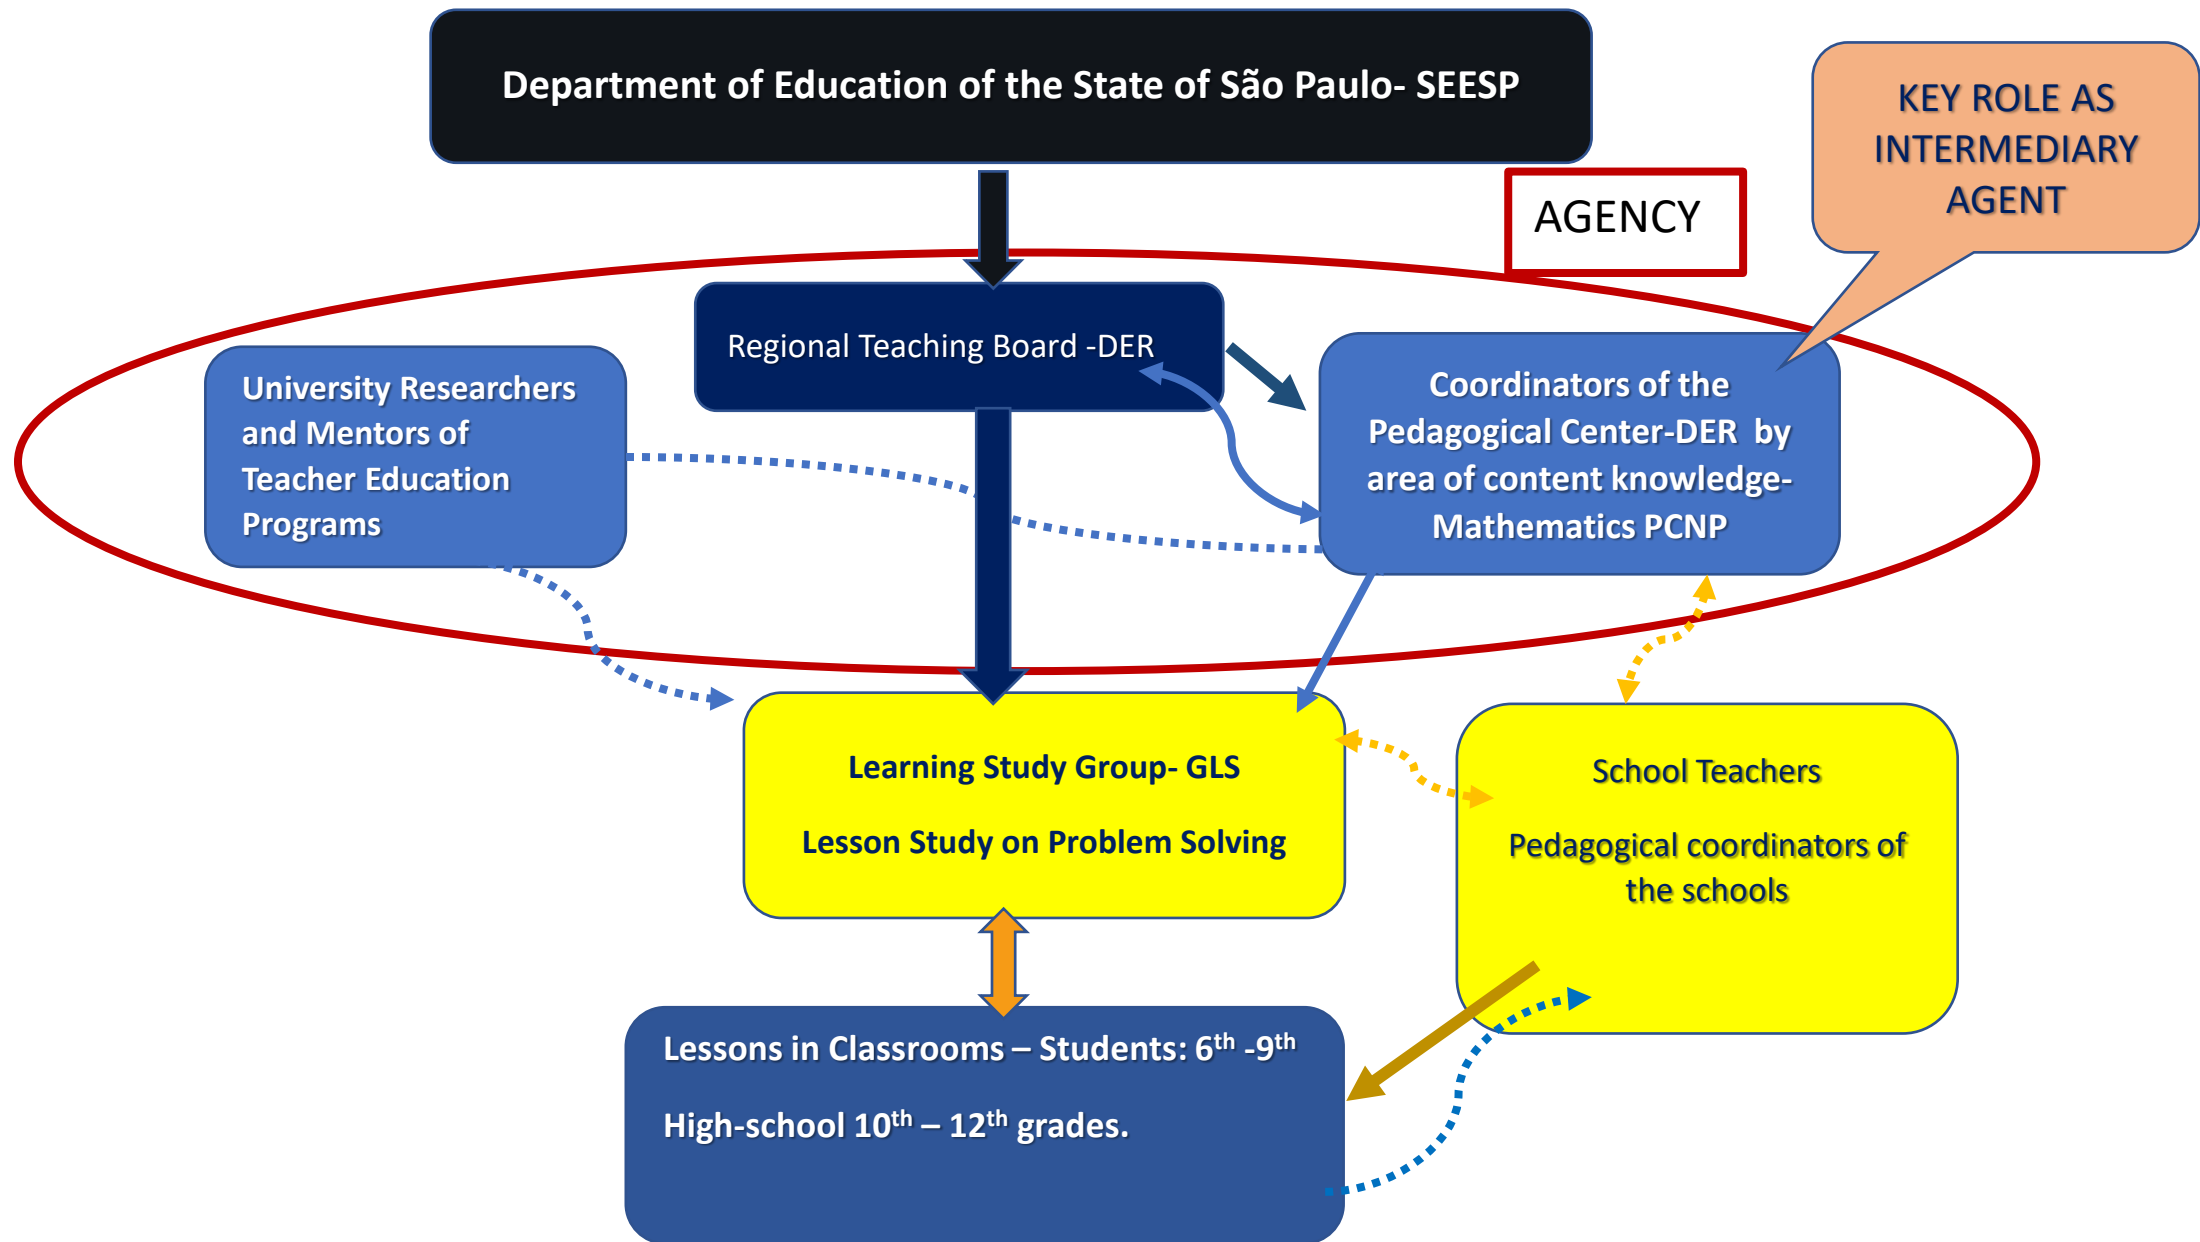 Department of Education of the State of São Paulo- SEESP
KEY ROLE AS
INTERMEDIARY
AGENT
AGENCY
Regional Teaching Board -DER
University Researchers
and Mentors of
Teacher Education
Programs
Coordinators of the
Pedagogical Center-DER by
area of content knowledge-
Mathematics PCNP
Learning Study Group- GLS
Lesson Study on Problem Solving
School Teachers
Pedagogical coordinators of
the schools
Lessons in Classrooms – Students: 6th -9th
High-school 10th – 12th grades.